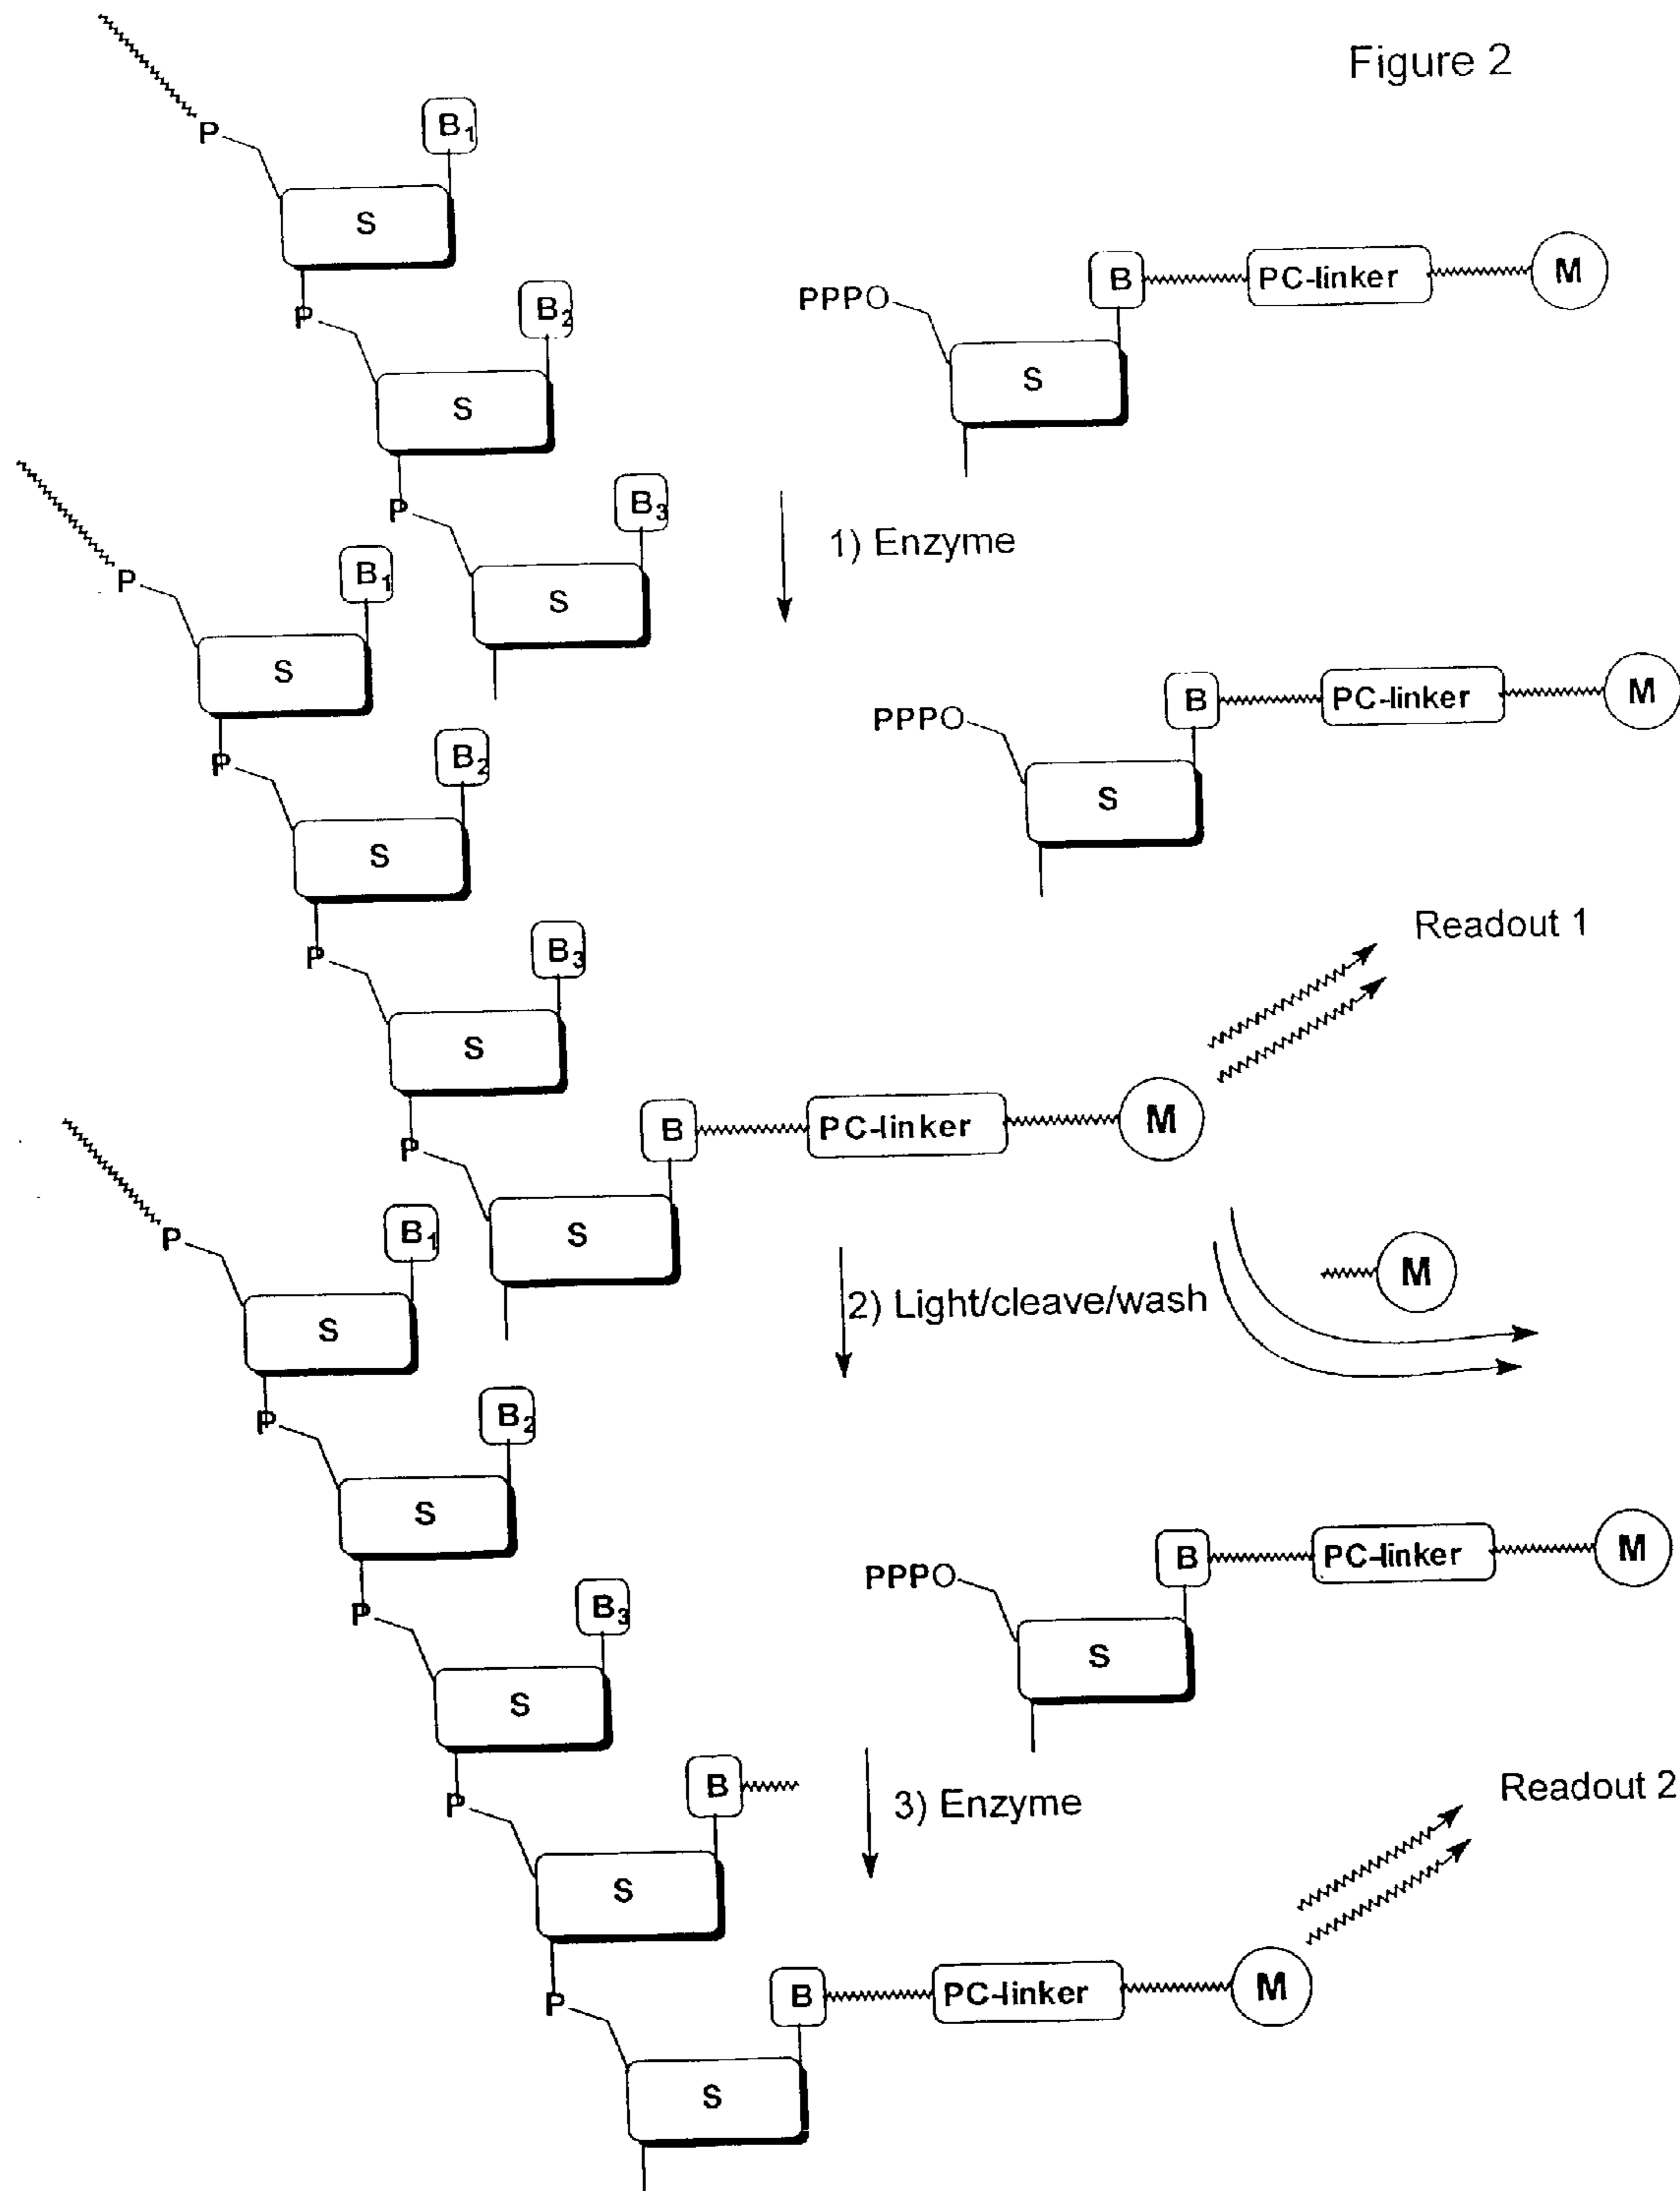 Figure 2
P
B1
S
B PC-linker M
PPPO
P
B2
S
S
P
B3
1) Enzyme
P
B1
S
S
B PC-linker M
PPPO
P
B2
S
S
Readout 1
P
B3
S
B PC-linker M
P
B1
P
S
M
2) Light/cleave/wash
S
P
B2
S
B PC-linker M
PPPO
P
B3
S
S
B
Readout 2
P
3) Enzyme
S
B PC-linker M
P
S